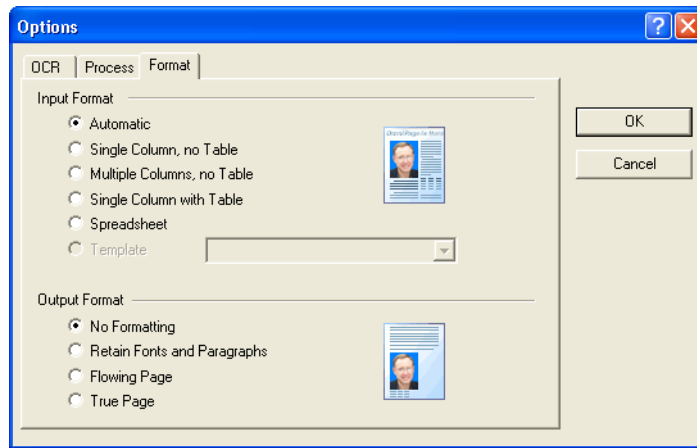 Options
OCR
Process
Format
Input Format
Automatic
Single Column, no Table
Multiple Columns, no Table
Single Column with Table
Spreadsheet
Template
OK
Cancel
Output Format
No Formatting
Retain Fonts and Paragraphs
Flowing Page
True Page